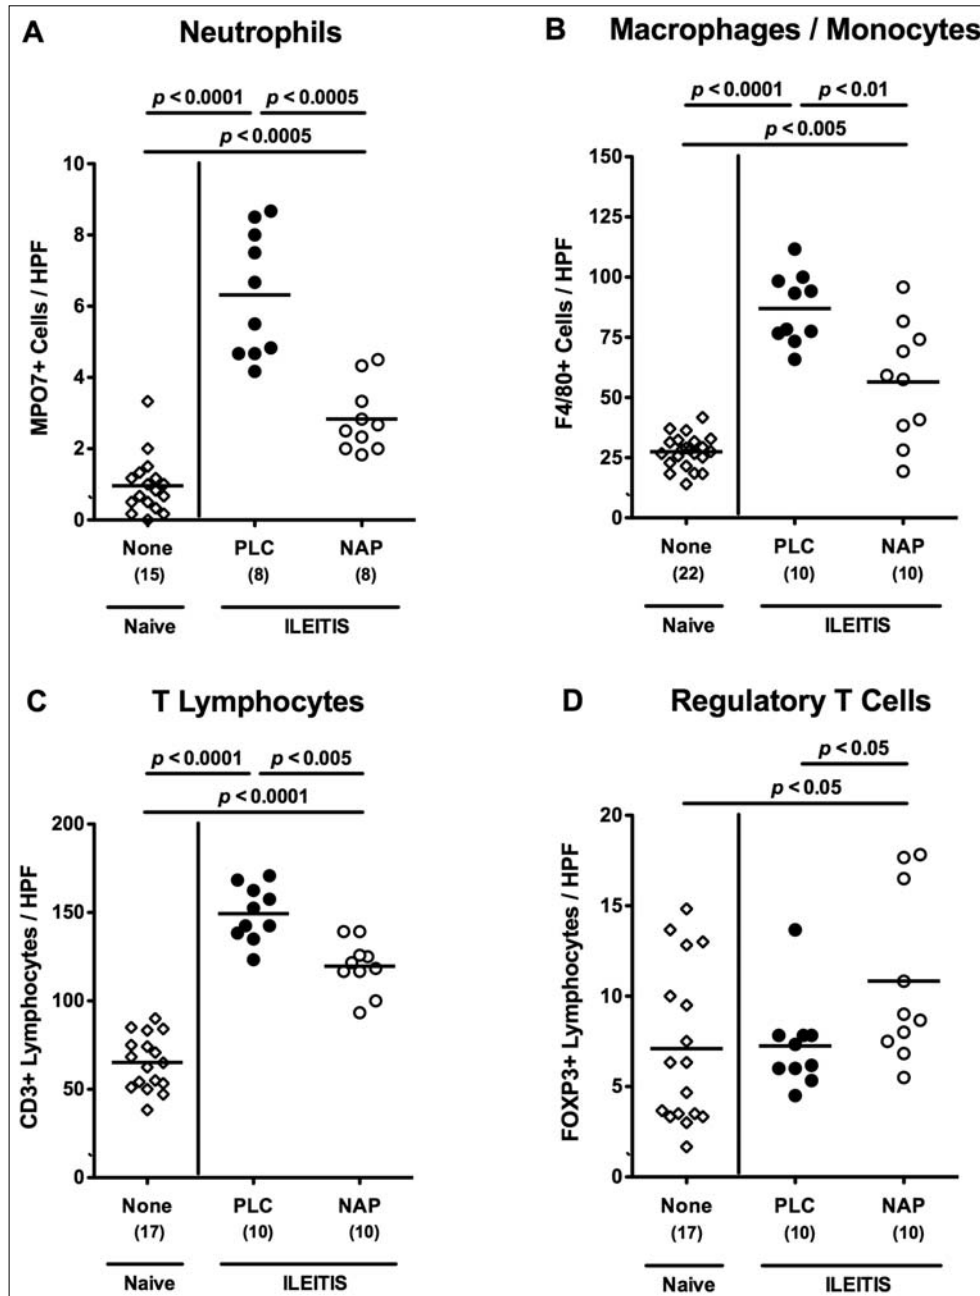 A Neutrophils
p < 0.0001 p < 0.0005
p < 0.0005
10
8
6
4
2
0
MPO7+ Cells / HPF
None PLC NAP
(15) (8) (8)
Naive ILEITIS
B Macrophages / Monocytes
p < 0.0001 p < 0.01
p < 0.005
150
125
100
75
50
25
0
F4/80+ Cells / HPF
None PLC NAP
(22) (10) (10)
Naive ILEITIS
C T Lymphocytes
p < 0.0001 p < 0.005
p < 0.0001
200
150
100
50
0
CD3+ Lymphocytes / HPF
None PLC NAP
(17) (10) (10)
Naive ILEITIS
D Regulatory T Cells
p < 0.05
p < 0.05
20
15
10
5
0
FOXP3+ Lymphocytes / HPF
None PLC NAP
(17) (10) (10)
Naive ILEITIS